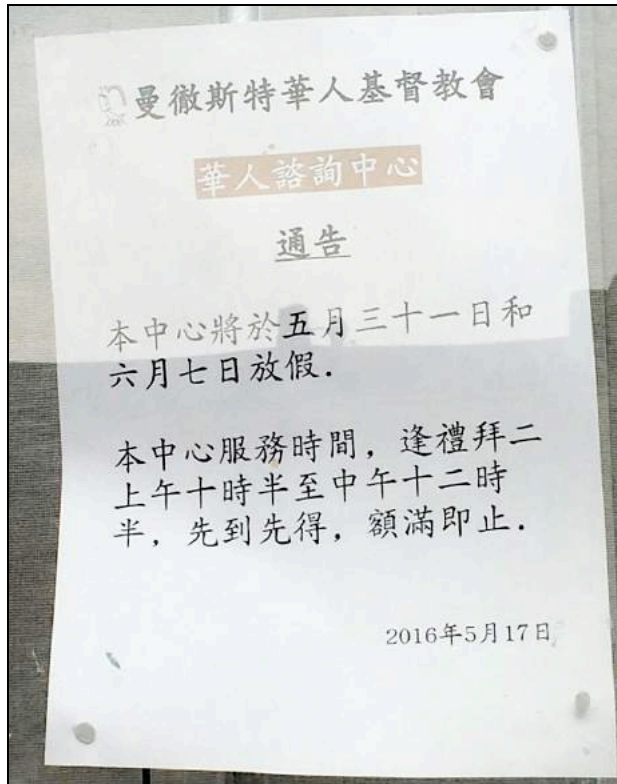 曼徹斯特華人基督教會
華人諮詢中心
通告
本中心將於五月三十一日和
六月七日放假.
本中心服務時間，逢禮拜二
上午十時半至中午十二時
半，先到先得，額滿即止.
2016年5月17日